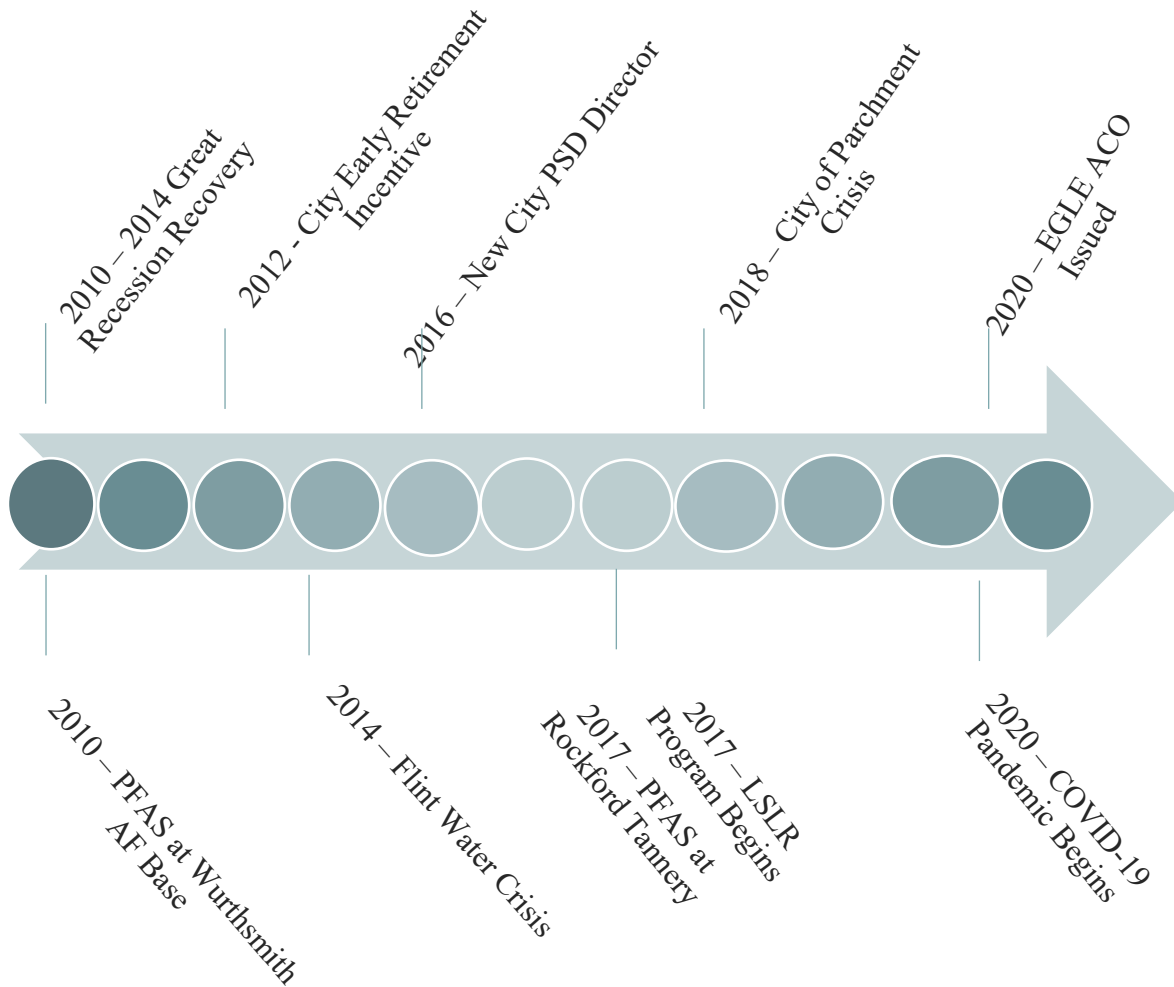 2010 – 2014 Great
Recession Recovery
2012 - City Early Retirement
Incentive
2016 – New City PSD Director
2018 – City of Parchment
Crisis
2020 – EGLE ACO
Issued
2010 – PFAS at Wurthsmith
AF Base
2014 – Flint Water Crisis
2017 – PFAS at
Rockford Tannery
2017 – LSLR
Program Begins
2020 – COVID-19
Pandemic Begins